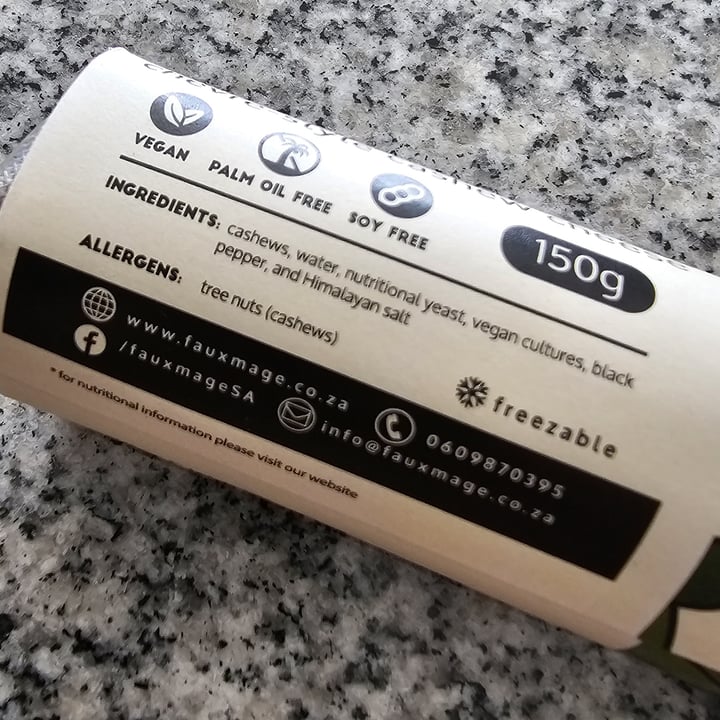 cashew cheese
VEGAN
PALM OIL FREE
SOY FREE
150g
INGREDIENTS: cashews, water, nutritional yeast, vegan cultures, black
pepper, and Himalayan salt
ALLERGENS: tree nuts (cashews)
freezable
www.fauxmage.co.za
/fauxmageSA
0609870395
info@fauxmage.co.za
* for nutritional information please visit our website